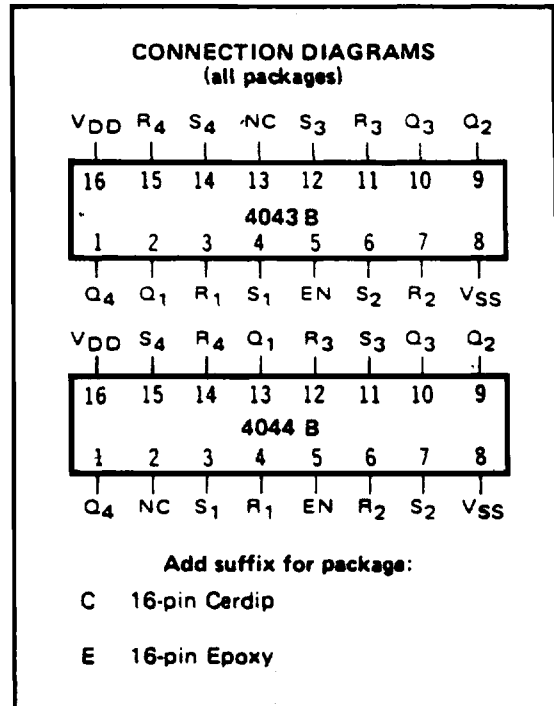 CONNECTION DIAGRAMS
(all packages)
VDD R4 S4 NC S3 R3 Q3 Q2
16 15 14 13 12 11 10 9
4043 B
1 2 3 4 5 6 7 8
Q4 Q1 R1 S1 EN S2 R2 VSS
VDD S4 R4 Q1 R3 S3 Q3 Q2
16 15 14 13 12 11 10 9
4044 B
1 2 3 4 5 6 7 8
Q4 NC S1 R1 EN R2 S2 VSS
Add suffix for package:
C 16-pin Cerdip
E 16-pin Epoxy